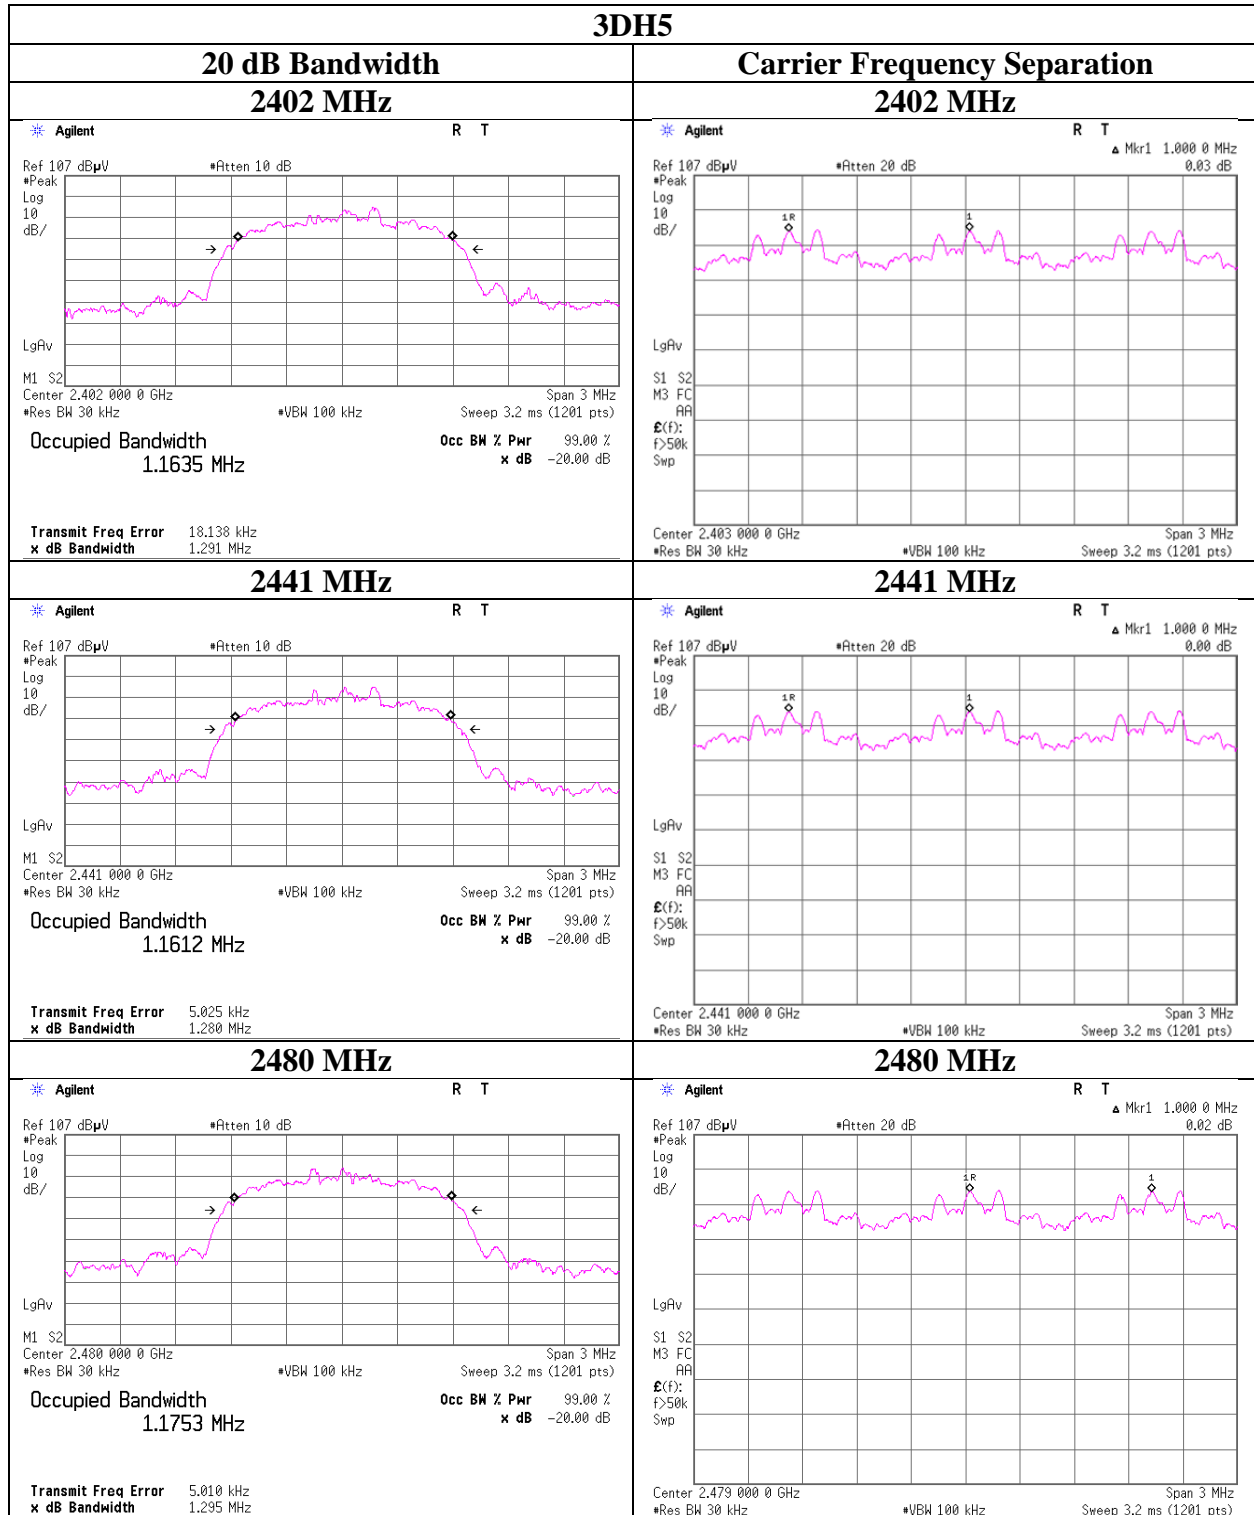 3DH5
20 dB Bandwidth
Carrier Frequency Separation
2402 MHz
2402 MHz
Agilent
R T
Ref 107 dBµV
#Atten 10 dB
#Peak
Log
10
dB/
LgAv
M1 S2
Center 2.402 000 0 GHz
Span 3 MHz
#Res BW 30 kHz
#VBW 100 kHz
Sweep 3.2 ms (1201 pts)
Occupied Bandwidth
1.1635 MHz
Occ BW % Pwr 99.00 %
x dB -20.00 dB
Transmit Freq Error 18.138 kHz
x dB Bandwidth 1.291 MHz
Agilent
R T
Δ Mkr1 1.000 0 MHz
Ref 107 dBµV
#Atten 20 dB
0.03 dB
#Peak
Log
10
dB/
1R
1
LgAv
S1 S2
M3 FC
AA
£(f):
f>50k
Swp
Center 2.403 000 0 GHz
Span 3 MHz
#Res BW 30 kHz
#VBW 100 kHz
Sweep 3.2 ms (1201 pts)
2441 MHz
2441 MHz
Agilent
R T
Ref 107 dBµV
#Atten 10 dB
#Peak
Log
10
dB/
LgAv
M1 S2
Center 2.441 000 0 GHz
Span 3 MHz
#Res BW 30 kHz
#VBW 100 kHz
Sweep 3.2 ms (1201 pts)
Occupied Bandwidth
1.1612 MHz
Occ BW % Pwr 99.00 %
x dB -20.00 dB
Transmit Freq Error 5.025 kHz
x dB Bandwidth 1.280 MHz
Agilent
R T
Δ Mkr1 1.000 0 MHz
Ref 107 dBµV
#Atten 20 dB
0.00 dB
#Peak
Log
10
dB/
1R
1
LgAv
S1 S2
M3 FC
AA
£(f):
f>50k
Swp
Center 2.441 000 0 GHz
Span 3 MHz
#Res BW 30 kHz
#VBW 100 kHz
Sweep 3.2 ms (1201 pts)
2480 MHz
2480 MHz
Agilent
R T
Ref 107 dBµV
#Atten 10 dB
#Peak
Log
10
dB/
LgAv
M1 S2
Center 2.480 000 0 GHz
Span 3 MHz
#Res BW 30 kHz
#VBW 100 kHz
Sweep 3.2 ms (1201 pts)
Occupied Bandwidth
1.1753 MHz
Occ BW % Pwr 99.00 %
x dB -20.00 dB
Transmit Freq Error 5.010 kHz
x dB Bandwidth 1.295 MHz
Agilent
R T
Δ Mkr1 1.000 0 MHz
Ref 107 dBµV
#Atten 20 dB
0.02 dB
#Peak
Log
10
dB/
1R
1
LgAv
S1 S2
M3 FC
AA
£(f):
f>50k
Swp
Center 2.479 000 0 GHz
Span 3 MHz
#Res BW 30 kHz
#VBW 100 kHz
Sweep 3.2 ms (1201 pts)